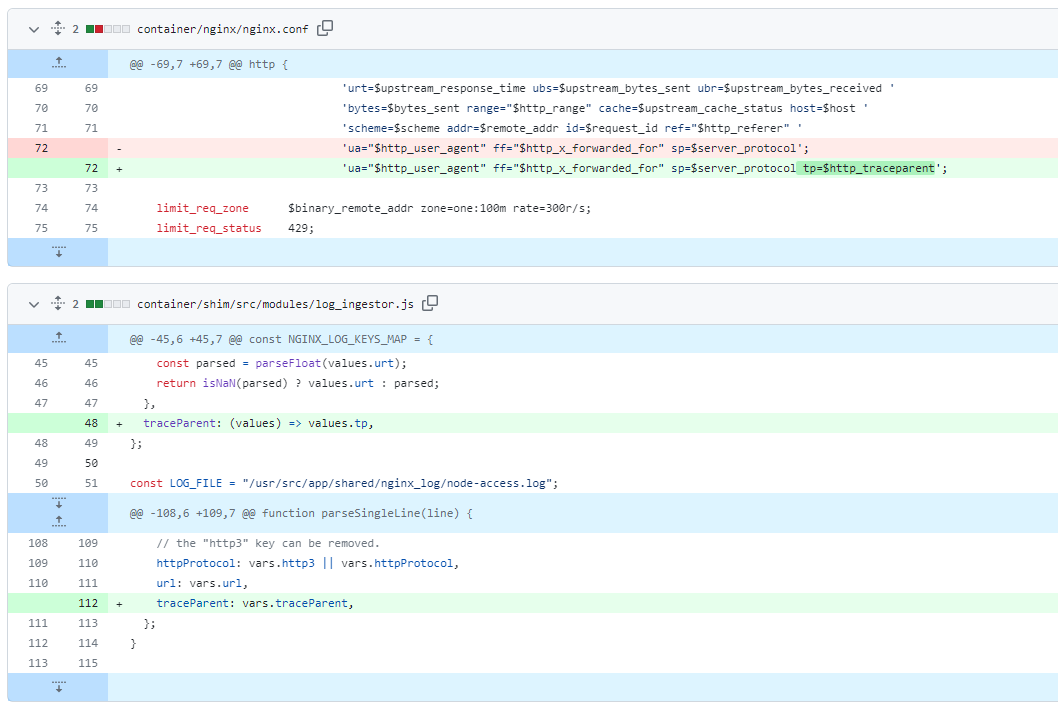 2 container/nginx/nginx.conf
@@ -69,7 +69,7 @@ http {
69 69 'urt=$upstream_response_time ubs=$upstream_bytes_sent ubr=$upstream_bytes_received '
70 70 'bytes=$bytes_sent range="$http_range" cache=$upstream_cache_status host=$host '
71 71 'scheme=$scheme addr=$remote_addr id=$request_id ref="$http_referer" '
72 - 'ua="$http_user_agent" ff="$http_x_forwarded_for" sp=$server_protocol';
72 + 'ua="$http_user_agent" ff="$http_x_forwarded_for" sp=$server_protocol tp=$http_traceparent';
73 73
74 74 limit_req_zone $binary_remote_addr zone=one:100m rate=300r/s;
75 75 limit_req_status 429;
2 container/shim/src/modules/log_ingestor.js
@@ -45,6 +45,7 @@ const NGINX_LOG_KEYS_MAP = {
45 45 const parsed = parseFloat(values.urt);
46 46 return isNaN(parsed) ? values.urt : parsed;
47 47 },
48 + traceParent: (values) => values.tp,
48 49 };
49 50
50 51 const LOG_FILE = "/usr/src/app/shared/nginx_log/node-access.log";
@@ -108,6 +109,7 @@ function parseSingleLine(line) {
108 109 // the "http3" key can be removed.
109 110 httpProtocol: vars.http3 || vars.httpProtocol,
110 111 url: vars.url,
112 + traceParent: vars.traceParent,
111 113 };
112 114 }
113 115